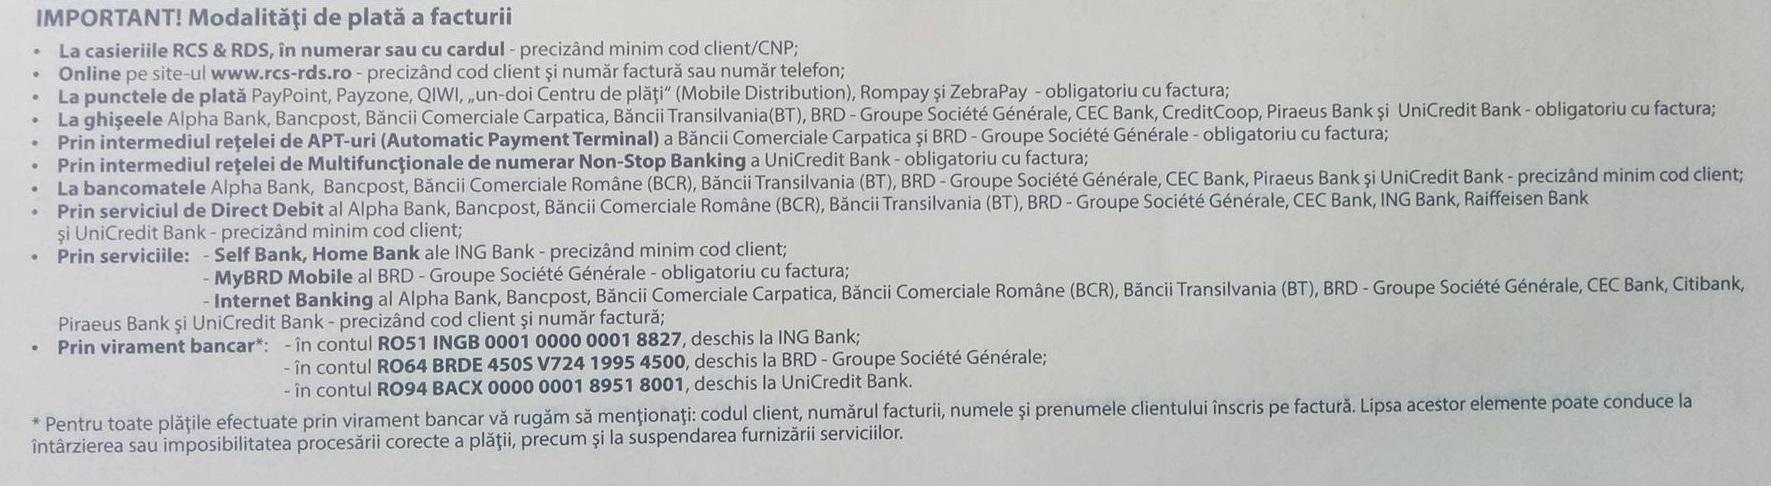 IMPORTANT! Modalităţi de plată a facturii
• La casieriile RCS & RDS, în numerar sau cu cardul - precizând minim cod client/CNP;
• Online pe site-ul www.rcs-rds.ro - precizând cod client şi număr factură sau număr telefon;
• La punctele de plată PayPoint, Payzone, QIWI, „un-doi Centru de plăţi“ (Mobile Distribution), Rompay şi ZebraPay - obligatoriu cu factura;
• La ghişeele Alpha Bank, Bancpost, Băncii Comerciale Carpatica, Băncii Transilvania(BT), BRD - Groupe Société Générale, CEC Bank, CreditCoop, Piraeus Bank şi UniCredit Bank - obligatoriu cu factura;
• Prin intermediul reţelei de APT-uri (Automatic Payment Terminal) a Băncii Comerciale Carpatica şi BRD - Groupe Société Générale - obligatoriu cu factura;
• Prin intermediul reţelei de Multifuncţionale de numerar Non-Stop Banking a UniCredit Bank - obligatoriu cu factura;
• La bancomatele Alpha Bank, Bancpost, Băncii Comerciale Române (BCR), Băncii Transilvania (BT), BRD - Groupe Société Générale, CEC Bank, Piraeus Bank şi UniCredit Bank - precizând minim cod client;
• Prin serviciul de Direct Debit al Alpha Bank, Bancpost, Băncii Comerciale Române (BCR), Băncii Transilvania (BT), BRD - Groupe Société Générale, CEC Bank, ING Bank, Raiffeisen Bank
şi UniCredit Bank - precizând minim cod client;
• Prin serviciile: - Self Bank, Home Bank ale ING Bank - precizând minim cod client;
- MyBRD Mobile al BRD - Groupe Société Générale - obligatoriu cu factura;
- Internet Banking al Alpha Bank, Bancpost, Băncii Comerciale Carpatica, Băncii Comerciale Române (BCR), Băncii Transilvania (BT), BRD - Groupe Société Générale, CEC Bank, Citibank,
Piraeus Bank şi UniCredit Bank - precizând cod client şi număr factură;
• Prin virament bancar*: - în contul RO51 INGB 0001 0000 0001 8827, deschis la ING Bank;
- în contul RO64 BRDE 450S V724 1995 4500, deschis la BRD - Groupe Société Générale;
- în contul RO94 BACX 0000 0001 8951 8001, deschis la UniCredit Bank.
* Pentru toate plăţile efectuate prin virament bancar vă rugăm să menţionaţi: codul client, numărul facturii, numele şi prenumele clientului înscris pe factură. Lipsa acestor elemente poate conduce la
întârzierea sau imposibilitatea procesării corecte a plăţii, precum şi la suspendarea furnizării serviciilor.